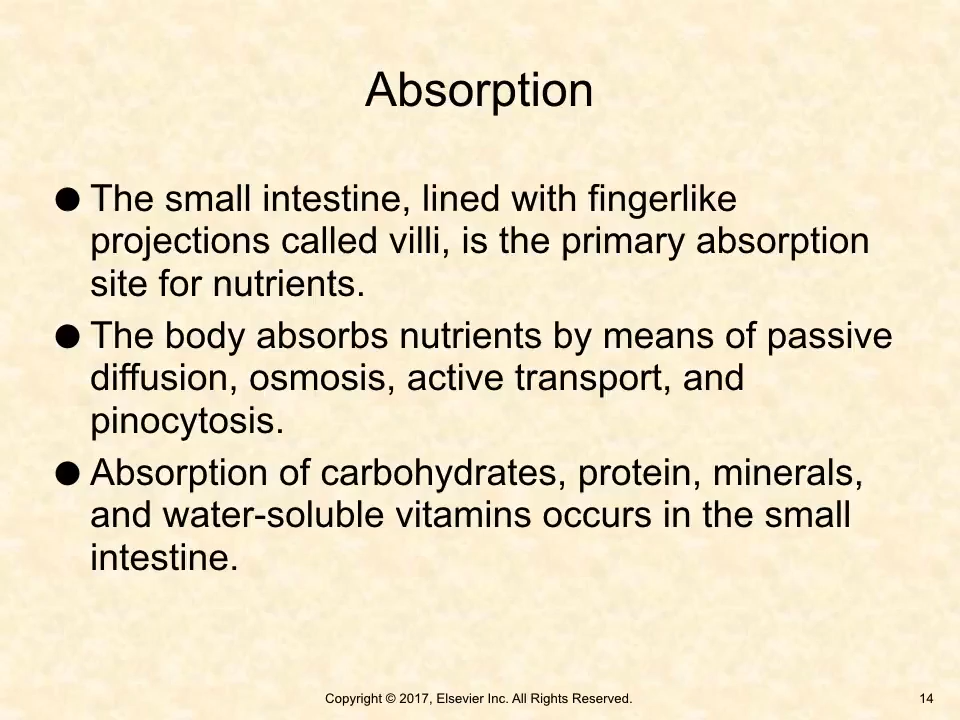 Absorption
● The small intestine, lined with fingerlike
projections called villi, is the primary absorption
site for nutrients.
● The body absorbs nutrients by means of passive
diffusion, osmosis, active transport, and
pinocytosis.
● Absorption of carbohydrates, protein, minerals,
and water-soluble vitamins occurs in the small
intestine.
Copyright © 2017, Elsevier Inc. All Rights Reserved.
14